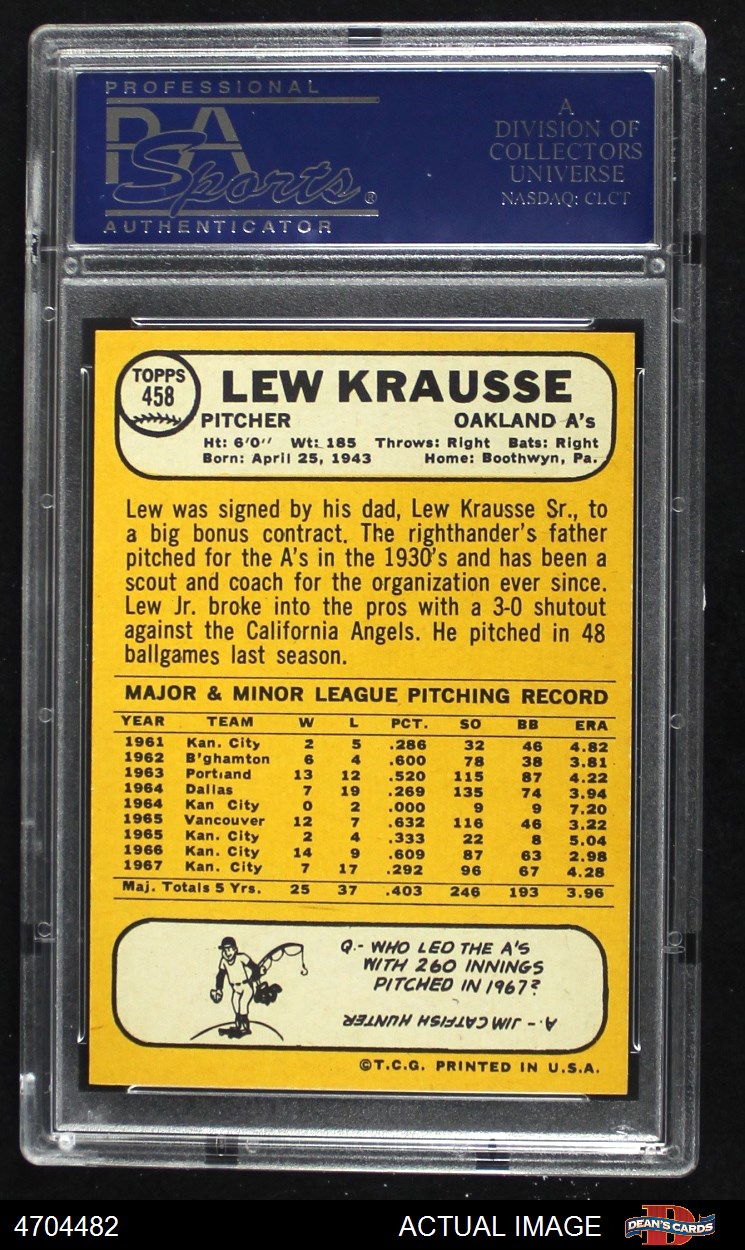 PROFESSIONAL
PSA
Sports®
AUTHENTICATOR
A
DIVISION OF
COLLECTORS
UNIVERSE
NASDAQ: CLCT
TOPPS
458
LEW KRAUSSE
PITCHER OAKLAND A's
Ht: 6'0'' Wt: 185 Throws: Right Bats: Right
Born: April 25, 1943 Home: Boothwyn, Pa.
Lew was signed by his dad, Lew Krausse Sr., to
a big bonus contract. The righthander's father
pitched for the A's in the 1930's and has been a
scout and coach for the organization ever since.
Lew Jr. broke into the pros with a 3-0 shutout
against the California Angels. He pitched in 48
ballgames last season.
MAJOR & MINOR LEAGUE PITCHING RECORD
YEAR TEAM W L PCT. SO BB ERA
1961 Kan. City 2 5 .286 32 46 4.82
1962 B'ghamton 6 4 .600 78 38 3.81
1963 Portland 13 12 .520 115 87 4.22
1964 Dallas 7 19 .269 135 74 3.94
1964 Kan City 0 2 .000 9 9 7.20
1965 Vancouver 12 7 .632 116 46 3.22
1965 Kan. City 2 4 .333 22 8 5.04
1966 Kan. City 14 9 .609 87 63 2.98
1967 Kan. City 7 17 .292 96 67 4.28
Maj. Totals 5 Yrs. 25 37 .403 246 193 3.96
Q.- WHO LED THE A'S
WITH 260 INNINGS
PITCHED IN 1967?
A.- JIM CATFISH HUNTER
©T.C.G. PRINTED IN U.S.A.
4704482 ACTUAL IMAGE DEAN'S CARDS